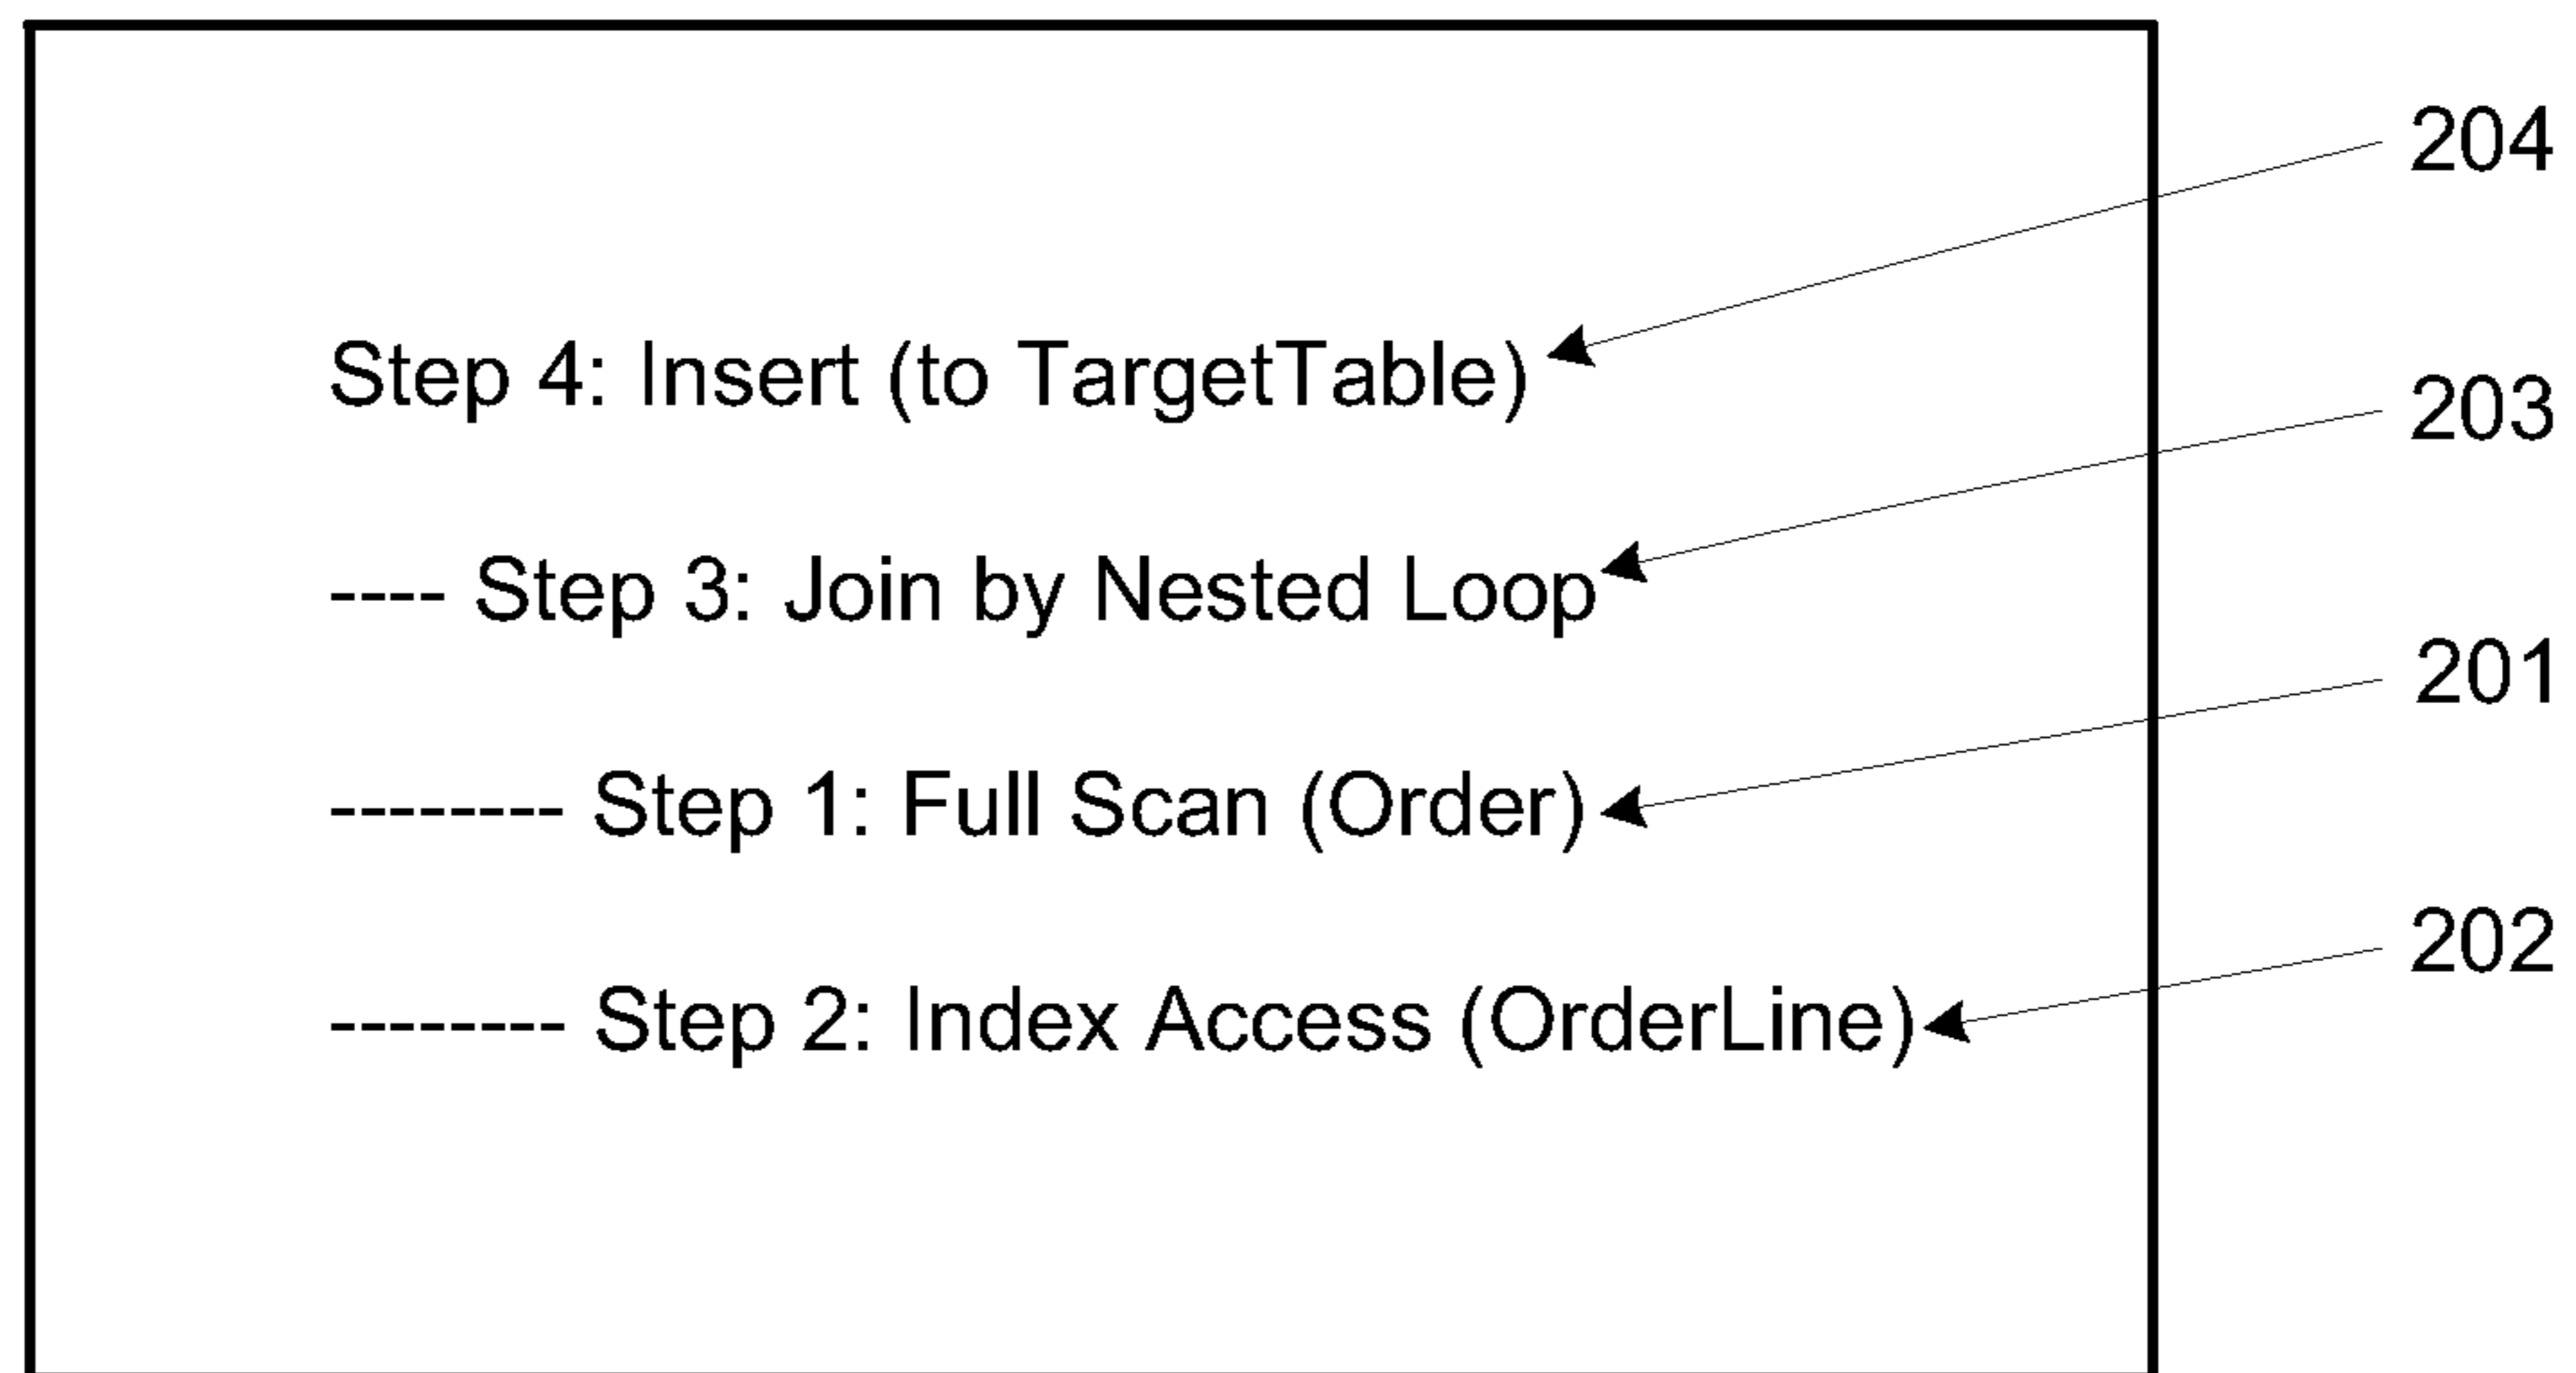 204
Step 4: Insert (to TargetTable)
203
---- Step 3: Join by Nested Loop
201
-------- Step 1: Full Scan (Order)
202
-------- Step 2: Index Access (OrderLine)